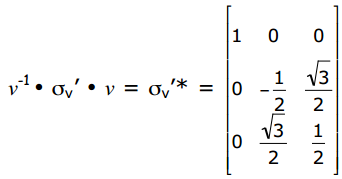 1 0 0
ν⁻¹ • σᵥ′ • ν = σᵥ′* = 0 -1/2 √3/2
0 √3/2 1/2